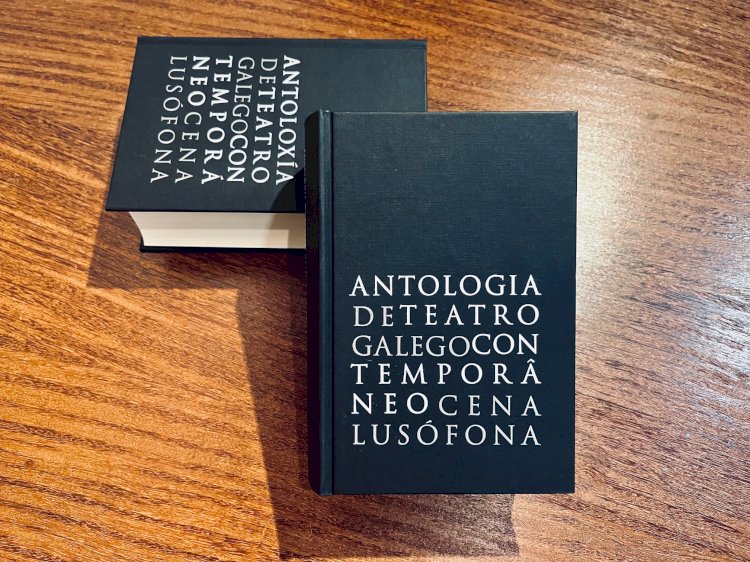 ANTOLOXÍA
DETEATRO
GALEGOCON
TEMPORÁ
NEOCENA
LUSÓFONA
ANTOLOGIA
DETEATRO
GALEGOCON
TEMPORÂ
NEOCENA
LUSÓFONA